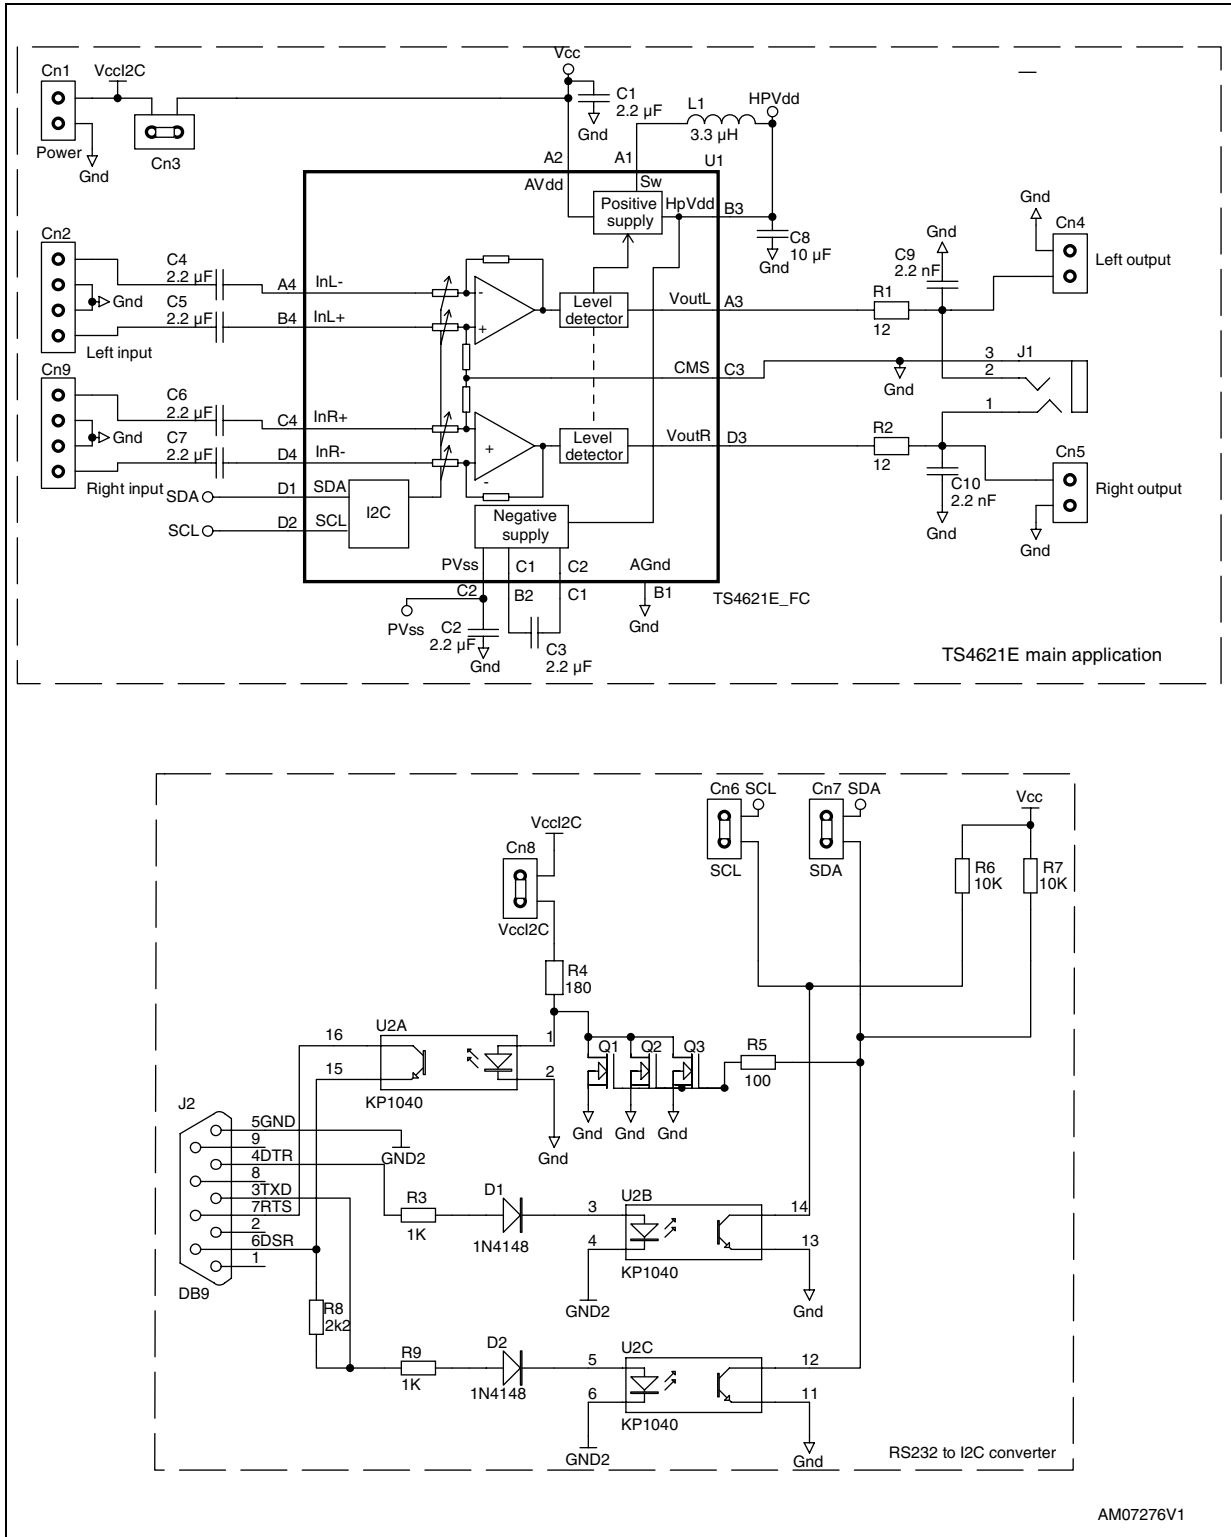 Vcc
Cn1
VccI2C
C1
2.2 µF
L1
HPVdd
3.3 µH
Gnd
Power
Gnd
Cn3
A2
A1
U1
AVdd
Sw
Positive
supply
HpVdd
B3
C8
10 µF
Gnd
Gnd
Cn4
Left output
Gnd
C9
2.2 nF
Cn2
C4
2.2 µF
A4
InL-
-
Gnd
C5
2.2 µF
B4
InL+
+
Level
detector
VoutL
A3
R1
12
Left input
CMS
C3
Gnd
3
J1
2
1
Cn9
C6
2.2 µF
C4
InR+
Gnd
C7
2.2 µF
D4
InR-
+
-
Level
detector
VoutR
D3
R2
12
Cn5
Right output
Gnd
C10
2.2 nF
Gnd
Right input
SDA
D1
SDA
I2C
SCL
D2
SCL
Negative
supply
PVss
C1
C2
AGnd
C2
B2
C1
B1
TS4621E_FC
PVss
C2
2.2 µF
Gnd
C3
2.2 µF
Gnd
TS4621E main application
Cn6
SCL
Cn7
SDA
Vcc
VccI2C
Cn8
SCL
SDA
R6
10K
R7
10K
VccI2C
R4
180
U2A
16
1
15
2
KP1040
Q1
Q2
Q3
R5
100
Gnd
Gnd
Gnd
Gnd
J2
5GND
9
4DTR
8
3TXD
7RTS
2
6DSR
1
DB9
GND2
R3
1K
D1
1N4148
3
U2B
14
4
13
KP1040
GND2
Gnd
R8
2k2
R9
1K
D2
1N4148
5
U2C
12
6
11
KP1040
GND2
Gnd
RS232 to I2C converter
AM07276V1